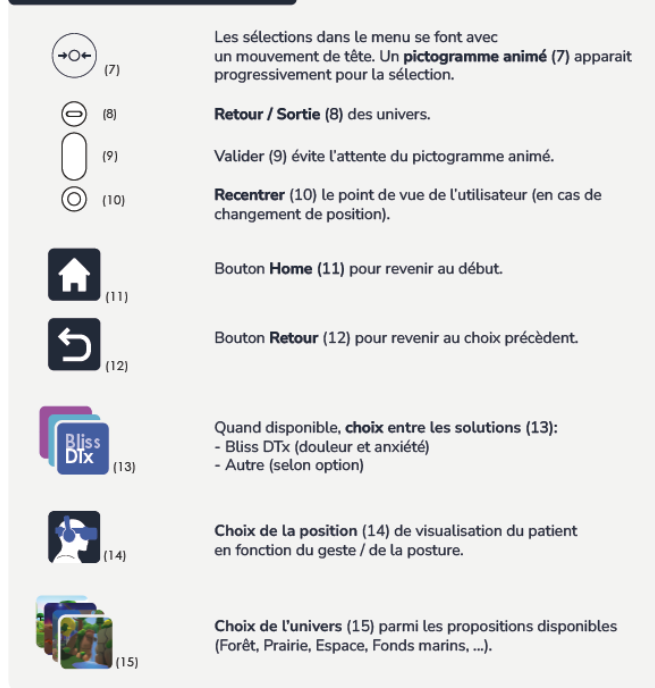 Les sélections dans le menu se font avec
un mouvement de tête. Un pictogramme animé (7) apparait
progressivement pour la sélection.
(7)
(8)
Retour / Sortie (8) des univers.
(9)
Valider (9) évite l'attente du pictogramme animé.
(10)
Recentrer (10) le point de vue de l'utilisateur (en cas de
changement de position).
(11)
Bouton Home (11) pour revenir au début.
(12)
Bouton Retour (12) pour revenir au choix précèdent.
Bliss
DTx
(13)
Quand disponible, choix entre les solutions (13):
- Bliss DTx (douleur et anxiété)
- Autre (selon option)
(14)
Choix de la position (14) de visualisation du patient
en fonction du geste / de la posture.
(15)
Choix de l'univers (15) parmi les propositions disponibles
(Forêt, Prairie, Espace, Fonds marins, ...).